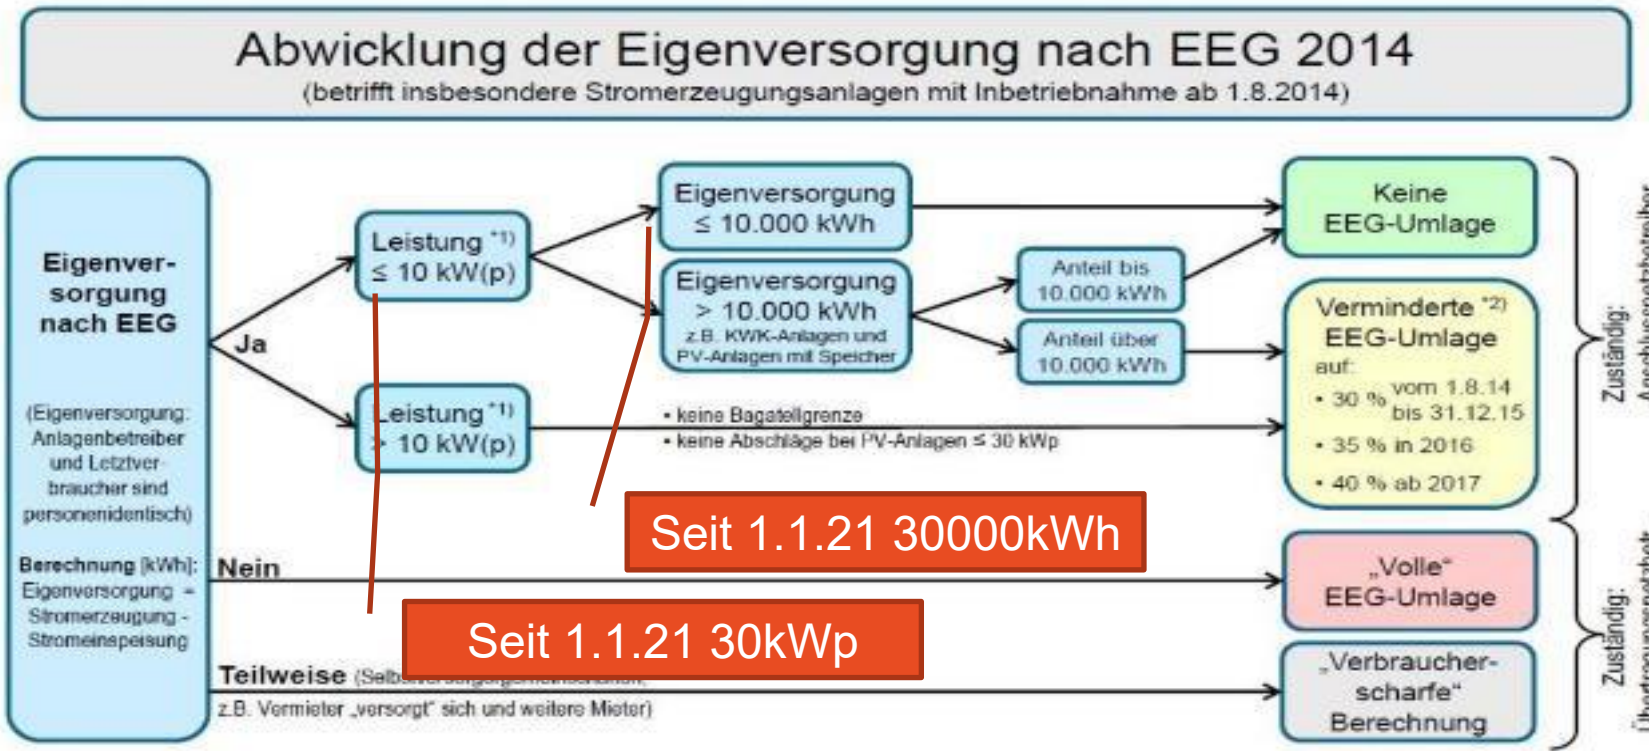 Abwicklung der Eigenversorgung nach EEG 2014
(betrifft insbesondere Stromerzeugungsanlagen mit Inbetriebnahme ab 1.8.2014)
Eigenver-
sorgung
nach EEG
(Eigenversorgung:
Anlagenbetreiber
und Letztver-
braucher sind
personenidentisch)
Berechnung [kWh]:
Eigenversorgung =
Stromerzeugung -
Stromeinspeisung
Ja
Leistung *1)
≤ 10 kW(p)
Leistung *1)
> 10 kW(p)
Eigenversorgung
≤ 10.000 kWh
Eigenversorgung
> 10.000 kWh
z.B. KWK-Anlagen und
PV-Anlagen mit Speicher
Anteil bis
10.000 kWh
Anteil über
10.000 kWh
• keine Bagatellgrenze
• keine Abschläge bei PV-Anlagen ≤ 30 kWp
Keine
EEG-Umlage
Verminderte *2)
EEG-Umlage
auf:
• 30 % vom 1.8.14
bis 31.12.15
• 35 % in 2016
• 40 % ab 2017
Seit 1.1.21 30000kWh
Nein
„Volle“
EEG-Umlage
Seit 1.1.21 30kWp
Teilweise
z.B. Vermieter „versorgt“ sich und weitere Mieter)
„Verbraucher-
scharfe“
Berechnung
Zuständig:
Zuständig: